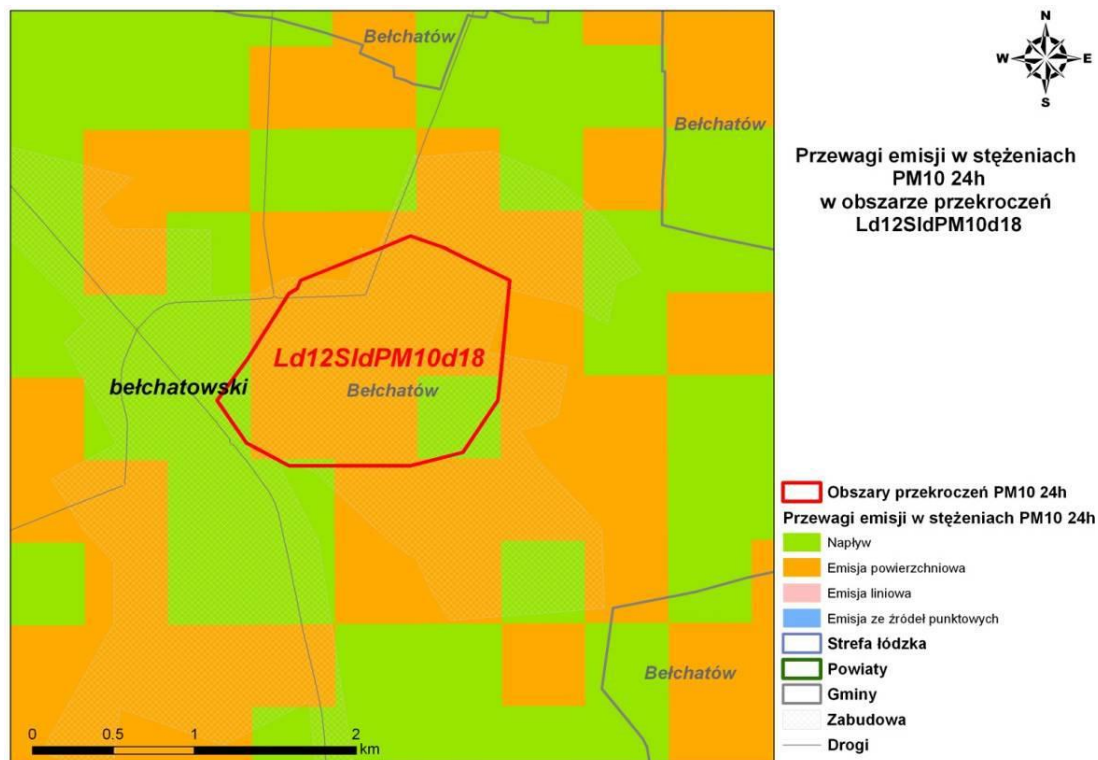 Bełchatów
Bełchatów
N
W E
S
Przewagi emisji w stężeniach
PM10 24h
w obszarze przekroczeń
Ld12SldPM10d18
Ld12SldPM10d18
bełchatowski
Bełchatów
Bełchatów
0 0.5 1 2
km
Obszary przekroczeń PM10 24h
Przewagi emisji w stężeniach PM10 24h
Napływ
Emisja powierzchniowa
Emisja liniowa
Emisja ze źródeł punktowych
Strefa łódzka
Powiaty
Gminy
Zabudowa
Drogi